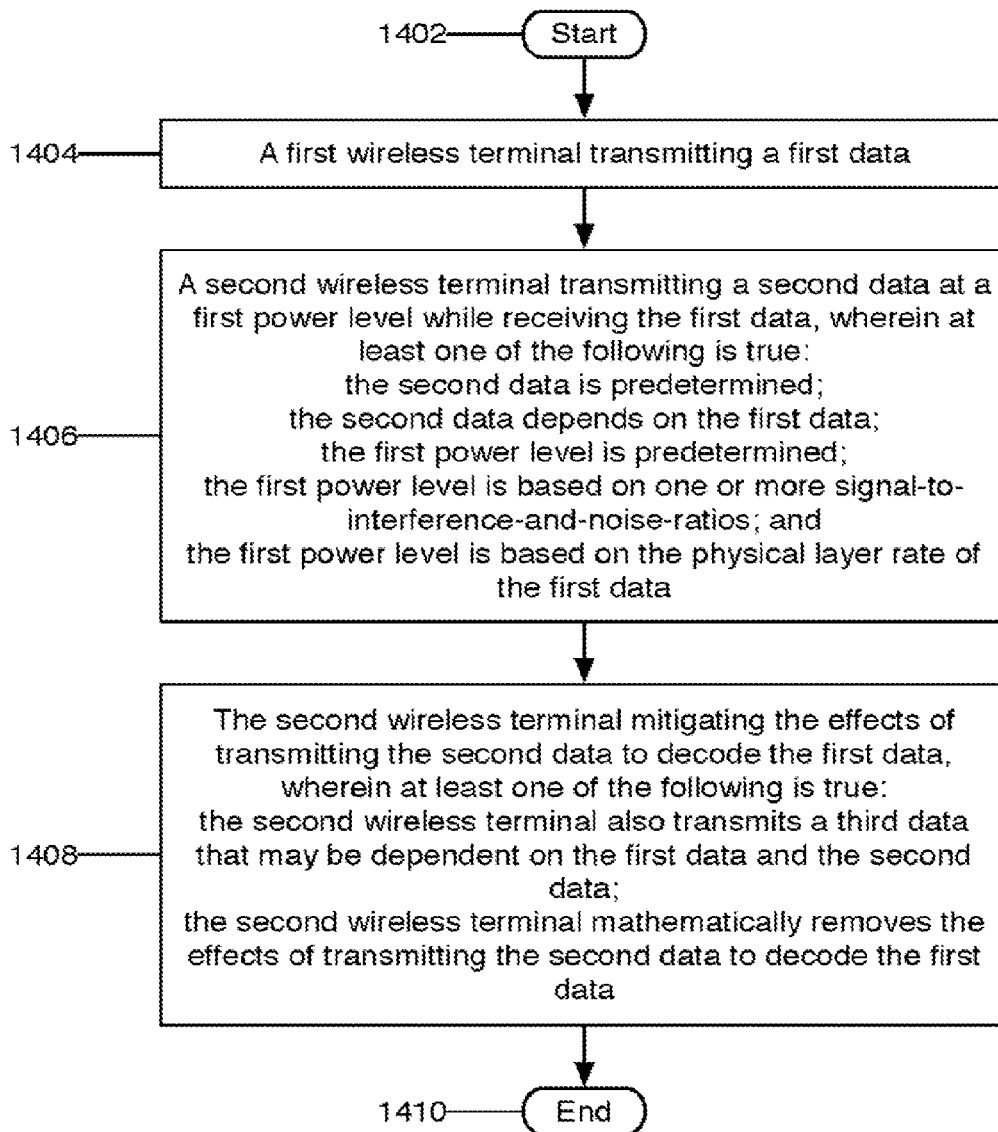 1402 Start
1404 A first wireless terminal transmitting a first data
A second wireless terminal transmitting a second data at a
first power level while receiving the first data, wherein at
least one of the following is true:
the second data is predetermined;
1406 the second data depends on the first data;
the first power level is predetermined;
the first power level is based on one or more signal-to-
interference-and-noise-ratios; and
the first power level is based on the physical layer rate of
the first data
The second wireless terminal mitigating the effects of
transmitting the second data to decode the first data,
wherein at least one of the following is true:
the second wireless terminal also transmits a third data
1408 that may be dependent on the first data and the second
data;
the second wireless terminal mathematically removes the
effects of transmitting the second data to decode the first
data
1410 End